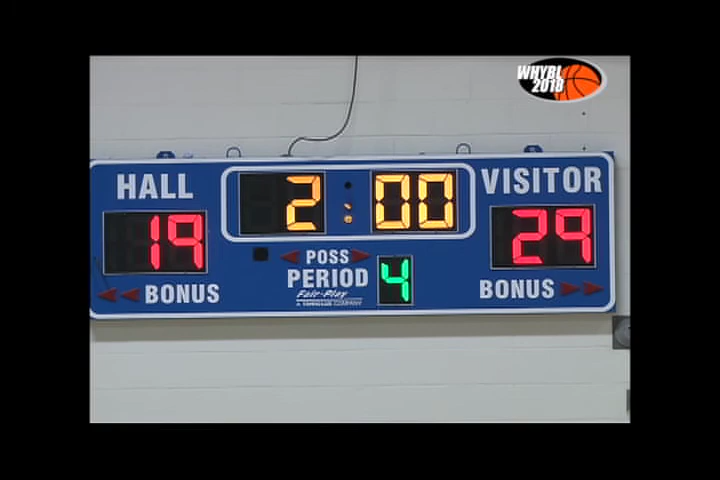 WHYBL
2018
HALL 2:00 VISITOR
19 29
POSS
PERIOD 4
BONUS BONUS
Fair-Play